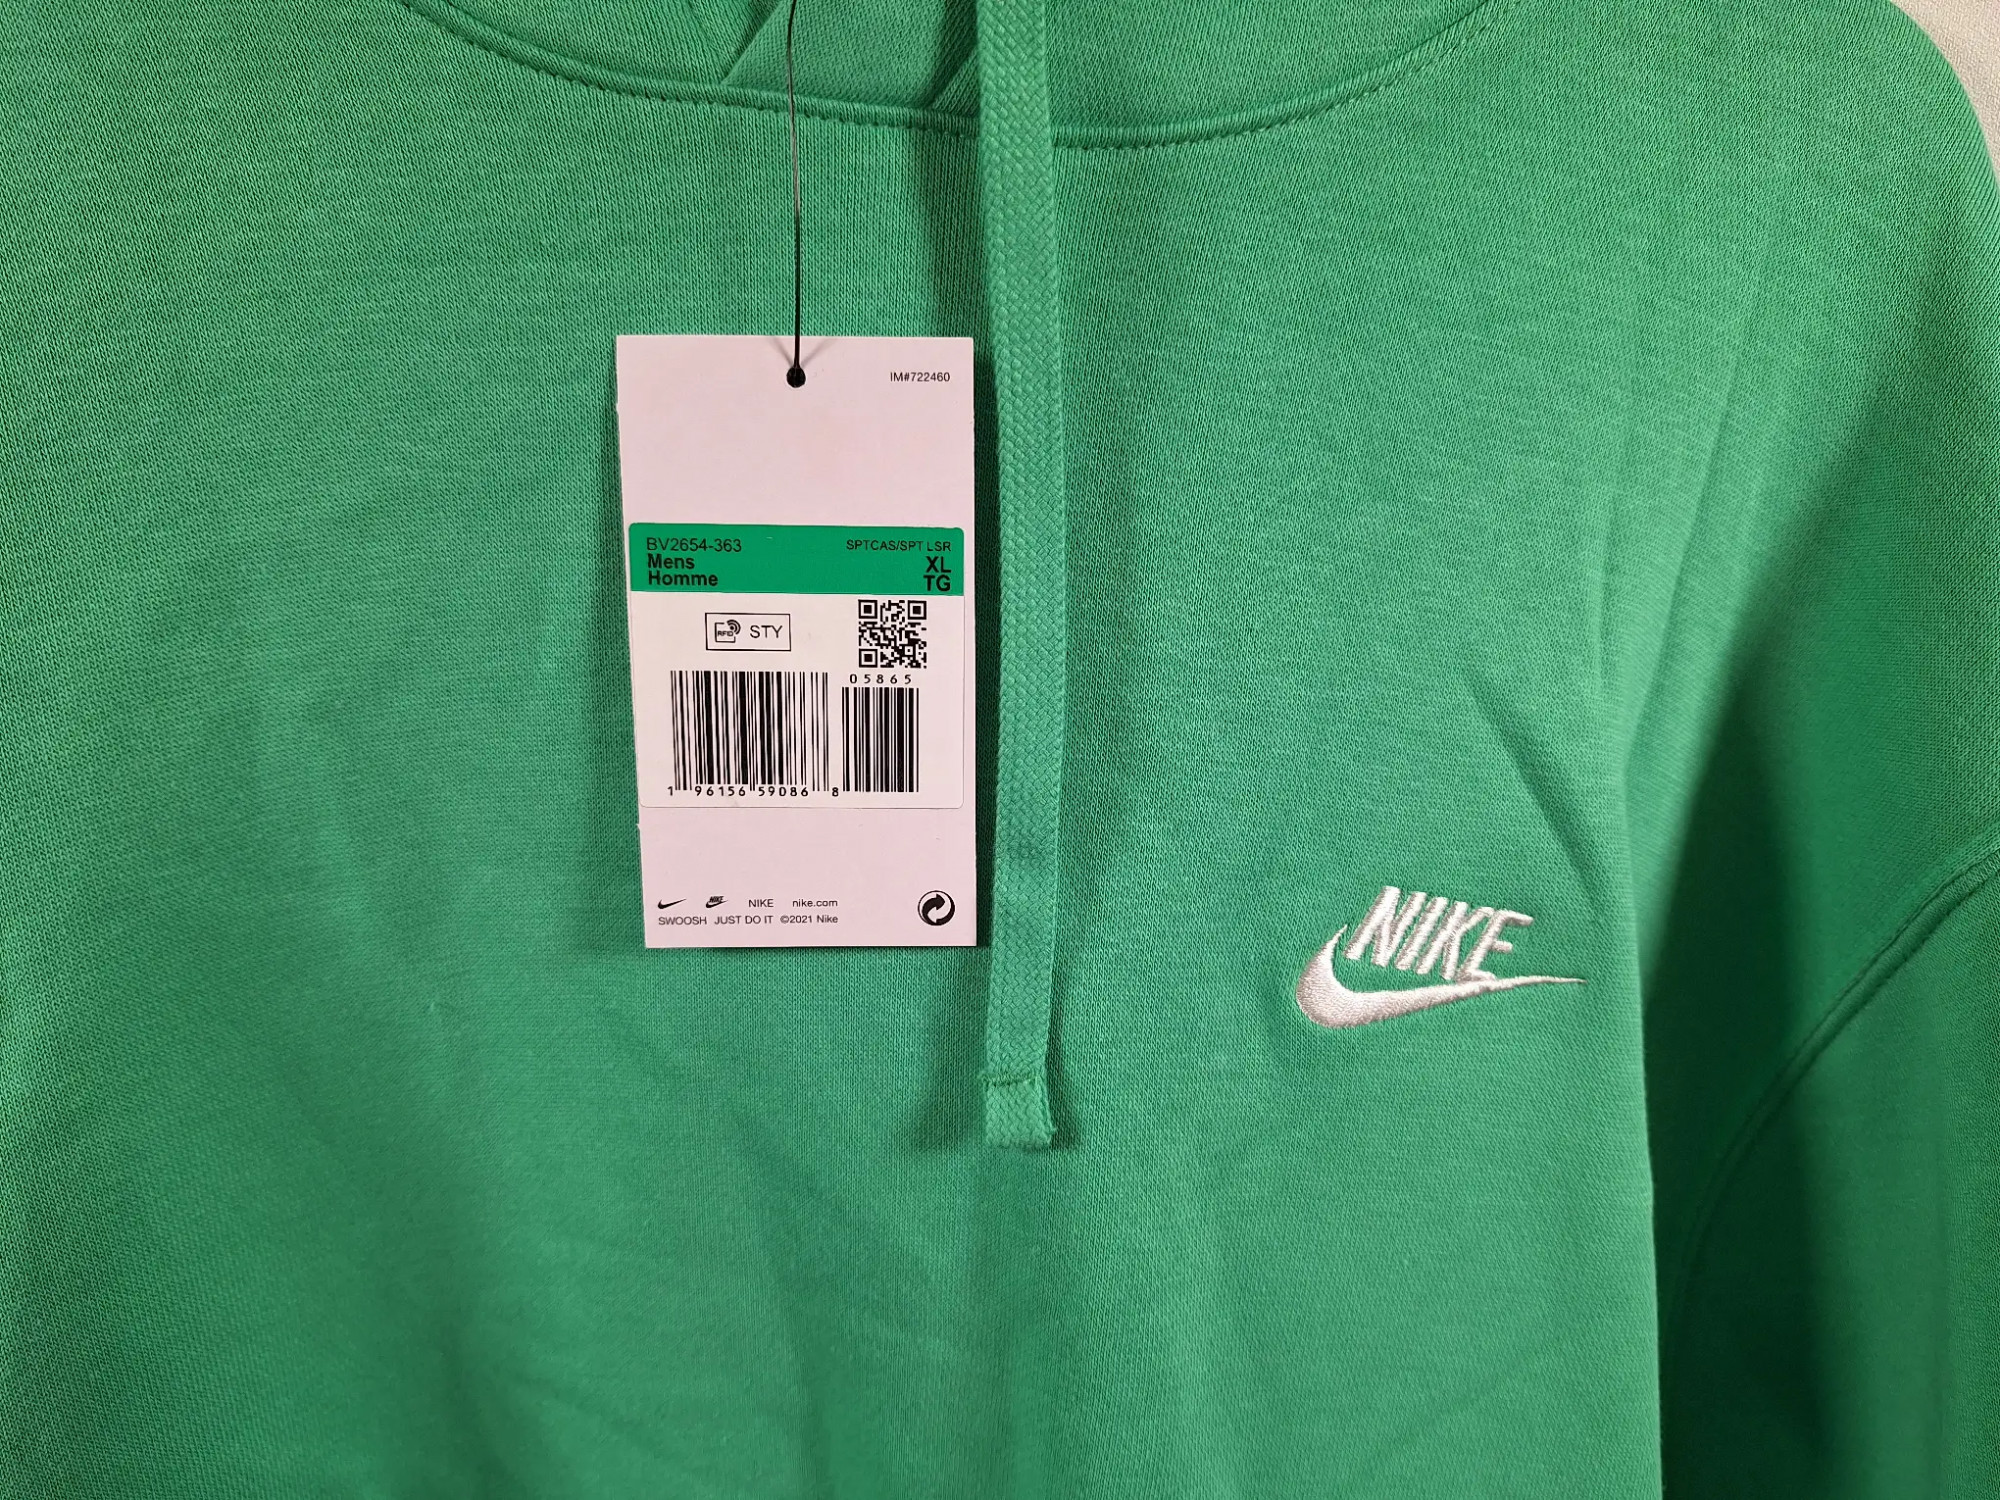 IM#722460
BV2654-363 SPTCAS/SPT LSR
Mens XL
Homme TG
RFID STY
05865
1 96156 59086 8
NIKE NIKE nike.com
SWOOSH JUST DO IT ©2021 Nike
NIKE